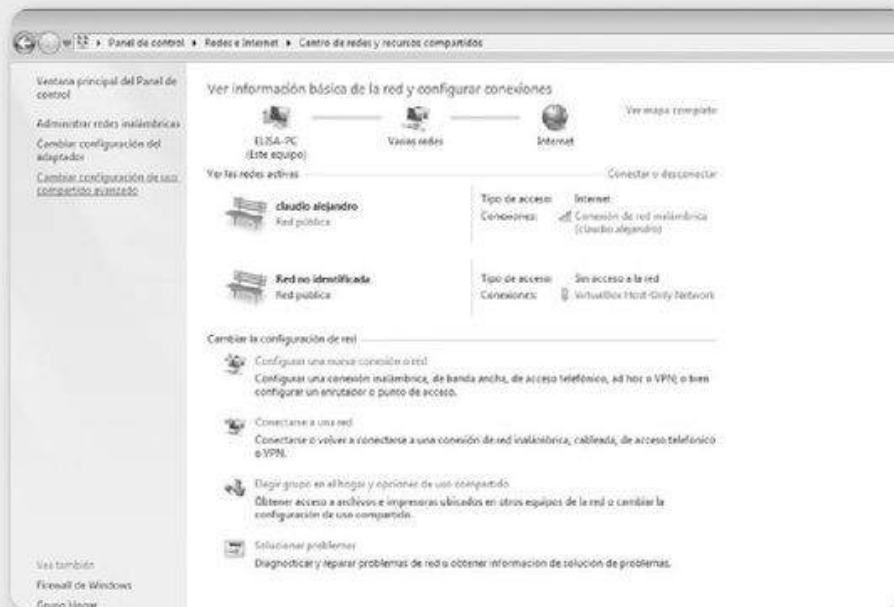 Panel de control ▸ Redes e Internet ▸ Centro de redes y recursos compartidos
Ventana principal del Panel de
control
Administrar redes inalámbricas
Cambiar configuración del
adaptador
Cambiar configuración de uso
compartido avanzado
Ver información básica de la red y configurar conexiones
Ver mapa completo
ELISA-PC
(Este equipo)
Varias redes
Internet
Ver las redes activas
Conectar o desconectar
claudio alejandro
Red pública
Tipo de acceso: Internet
Conexiones: Conexión de red inalámbrica
(claudio alejandro)
Red no identificada
Red pública
Tipo de acceso: Sin acceso a la red
Conexiones: VirtualBox Host-Only Network
Cambiar la configuración de red
Configurar una nueva conexión o red
Configurar una conexión inalámbrica, de banda ancha, de acceso telefónico, ad hoc o VPN; o bien
configurar un enrutador o punto de acceso.
Conectarse a una red
Conectarse o volver a conectarse a una conexión de red inalámbrica, cableada, de acceso telefónico
o VPN.
Elegir grupo en el hogar y opciones de uso compartido
Obtener acceso a archivos e impresoras ubicados en otros equipos de la red o cambiar la
configuración de uso compartido.
Solucionar problemas
Diagnosticar y reparar problemas de red u obtener información de solución de problemas.
Vea también
Firewall de Windows
Grupo Hogar